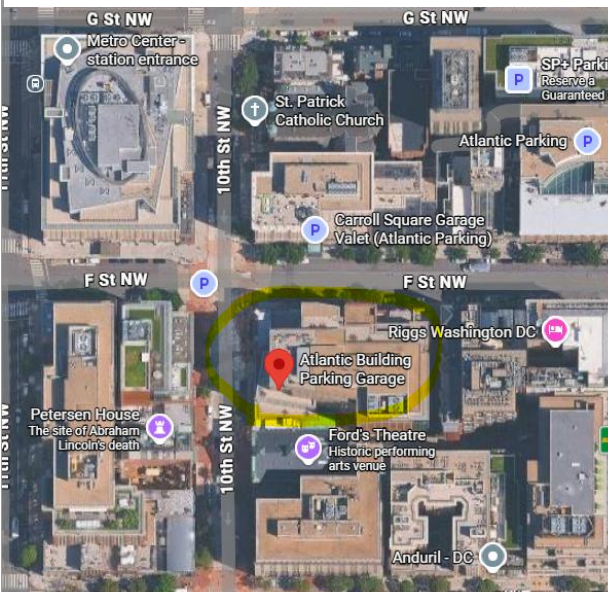 G St NW
G St NW
Metro Center -
station entrance
SP+ Parki
Reserve a
Guaranteed
St. Patrick
Catholic Church
10th St NW
Atlantic Parking
Carroll Square Garage
Valet (Atlantic Parking)
F St NW
F St NW
Riggs Washington DC
Atlantic Building
Parking Garage
Petersen House
The site of Abraham
Lincoln's death
10th St NW
Ford's Theatre
Historic performing
arts venue
Anduril - DC